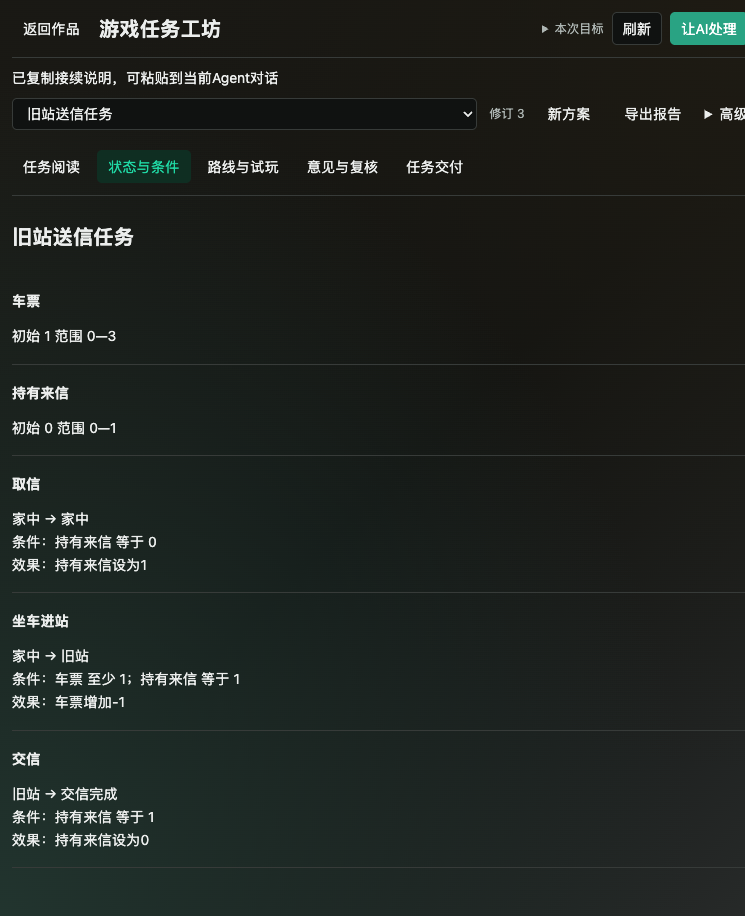 返回作品 游戏任务工坊 ▶ 本次目标 刷新 让AI处理
已复制接续说明，可粘贴到当前Agent对话
旧站送信任务 修订 3 新方案 导出报告 ▶ 高级
任务阅读 状态与条件 路线与试玩 意见与复核 任务交付
旧站送信任务
车票
初始 1 范围 0—3
持有来信
初始 0 范围 0—1
取信
家中 → 家中
条件：持有来信 等于 0
效果：持有来信设为1
坐车进站
家中 → 旧站
条件：车票 至少 1；持有来信 等于 1
效果：车票增加-1
交信
旧站 → 交信完成
条件：持有来信 等于 1
效果：持有来信设为0